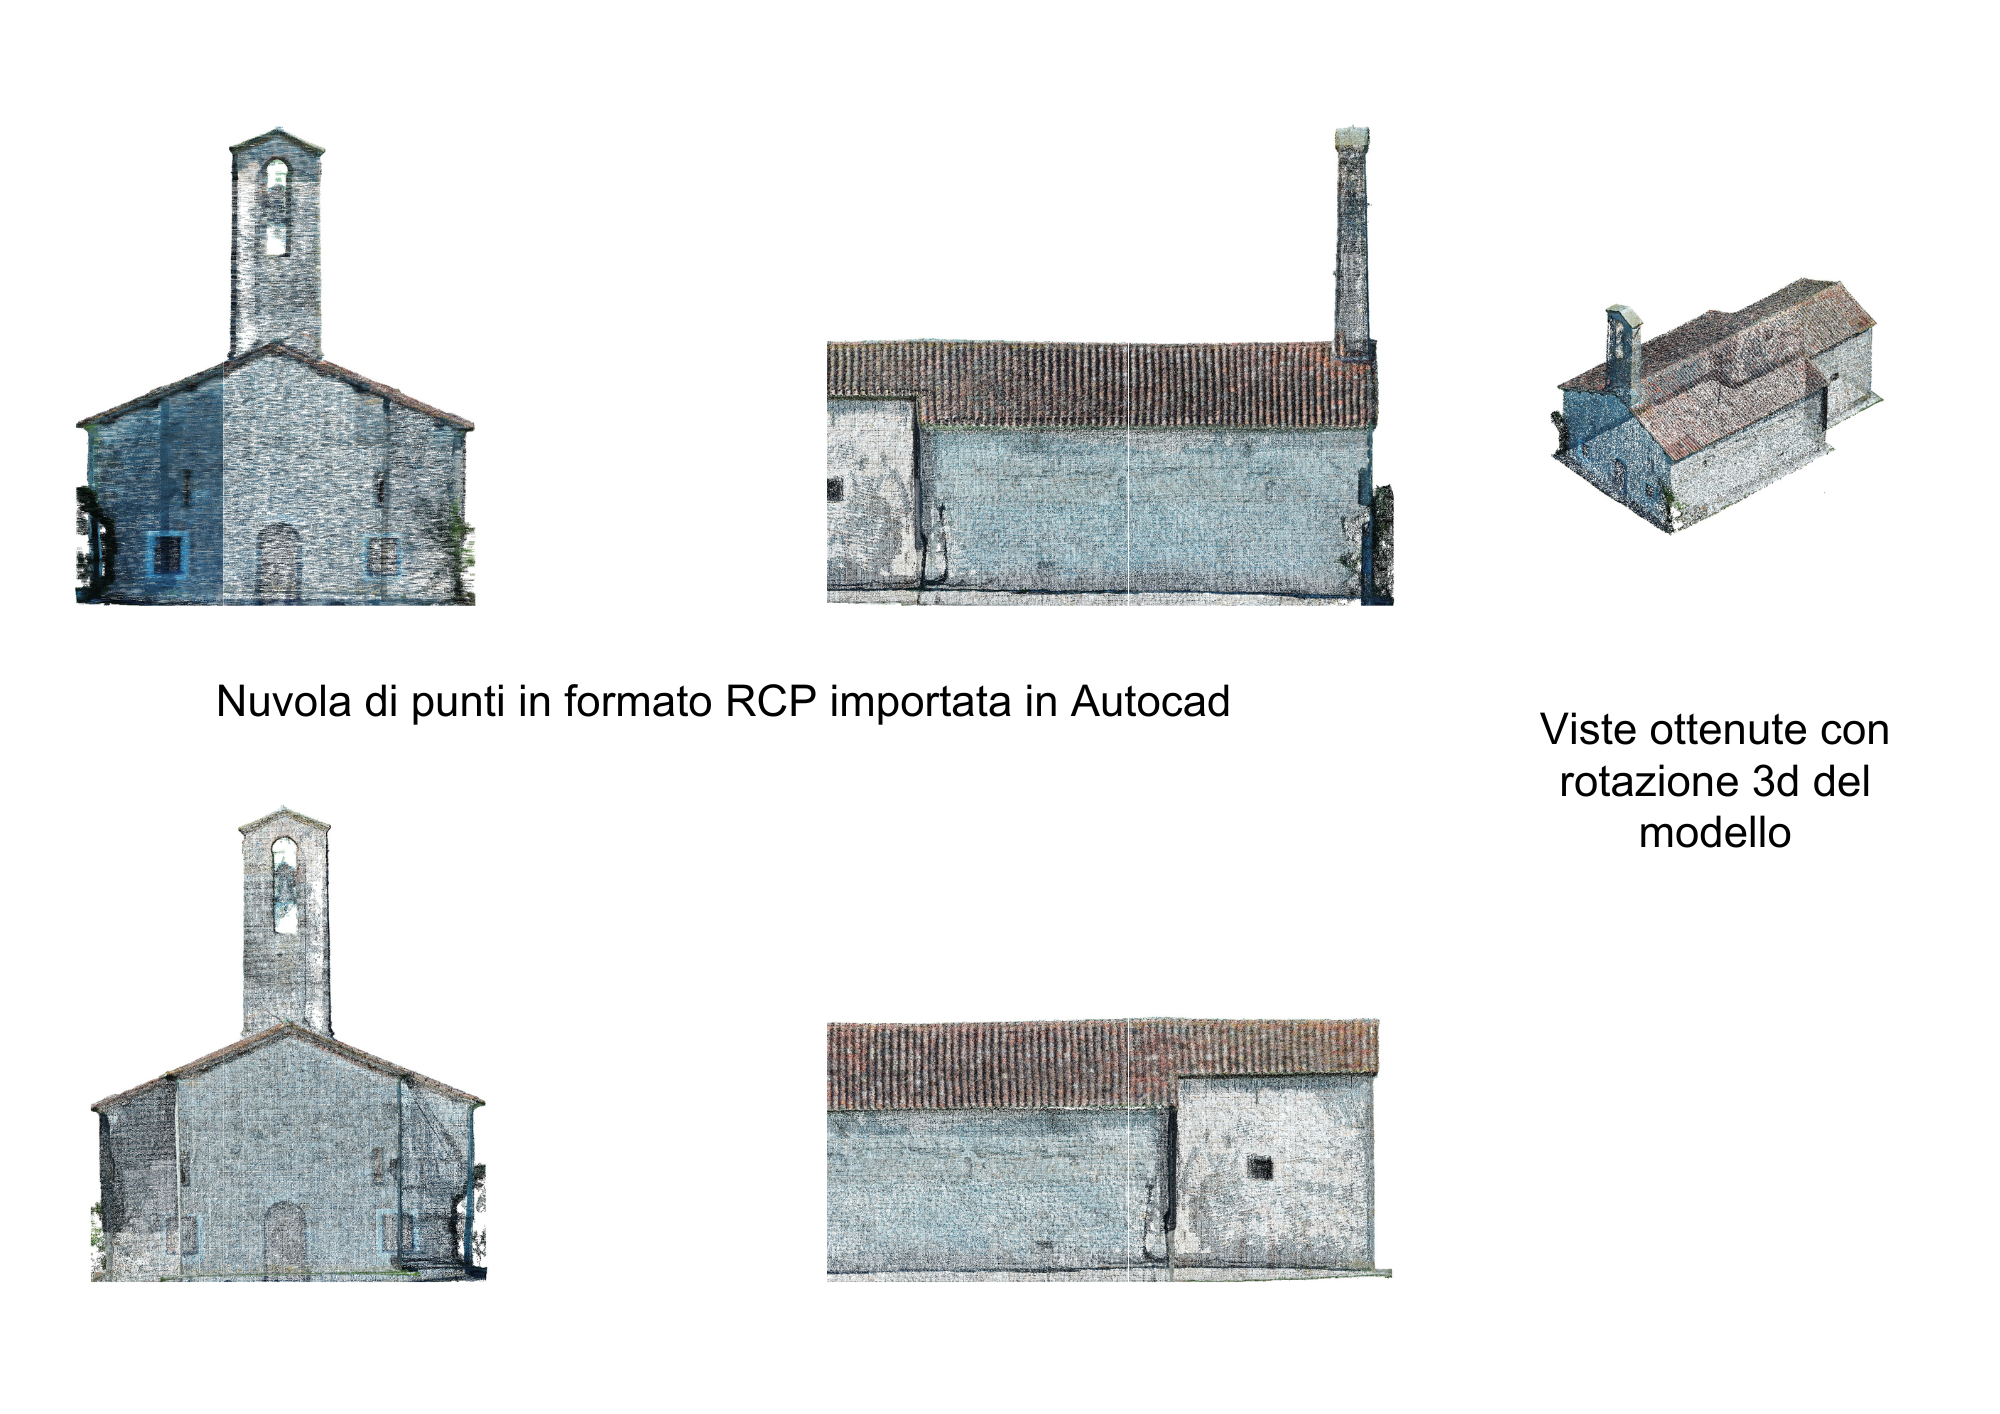 Nuvola di punti in formato RCP importata in Autocad
Viste ottenute con
rotazione 3d del
modello